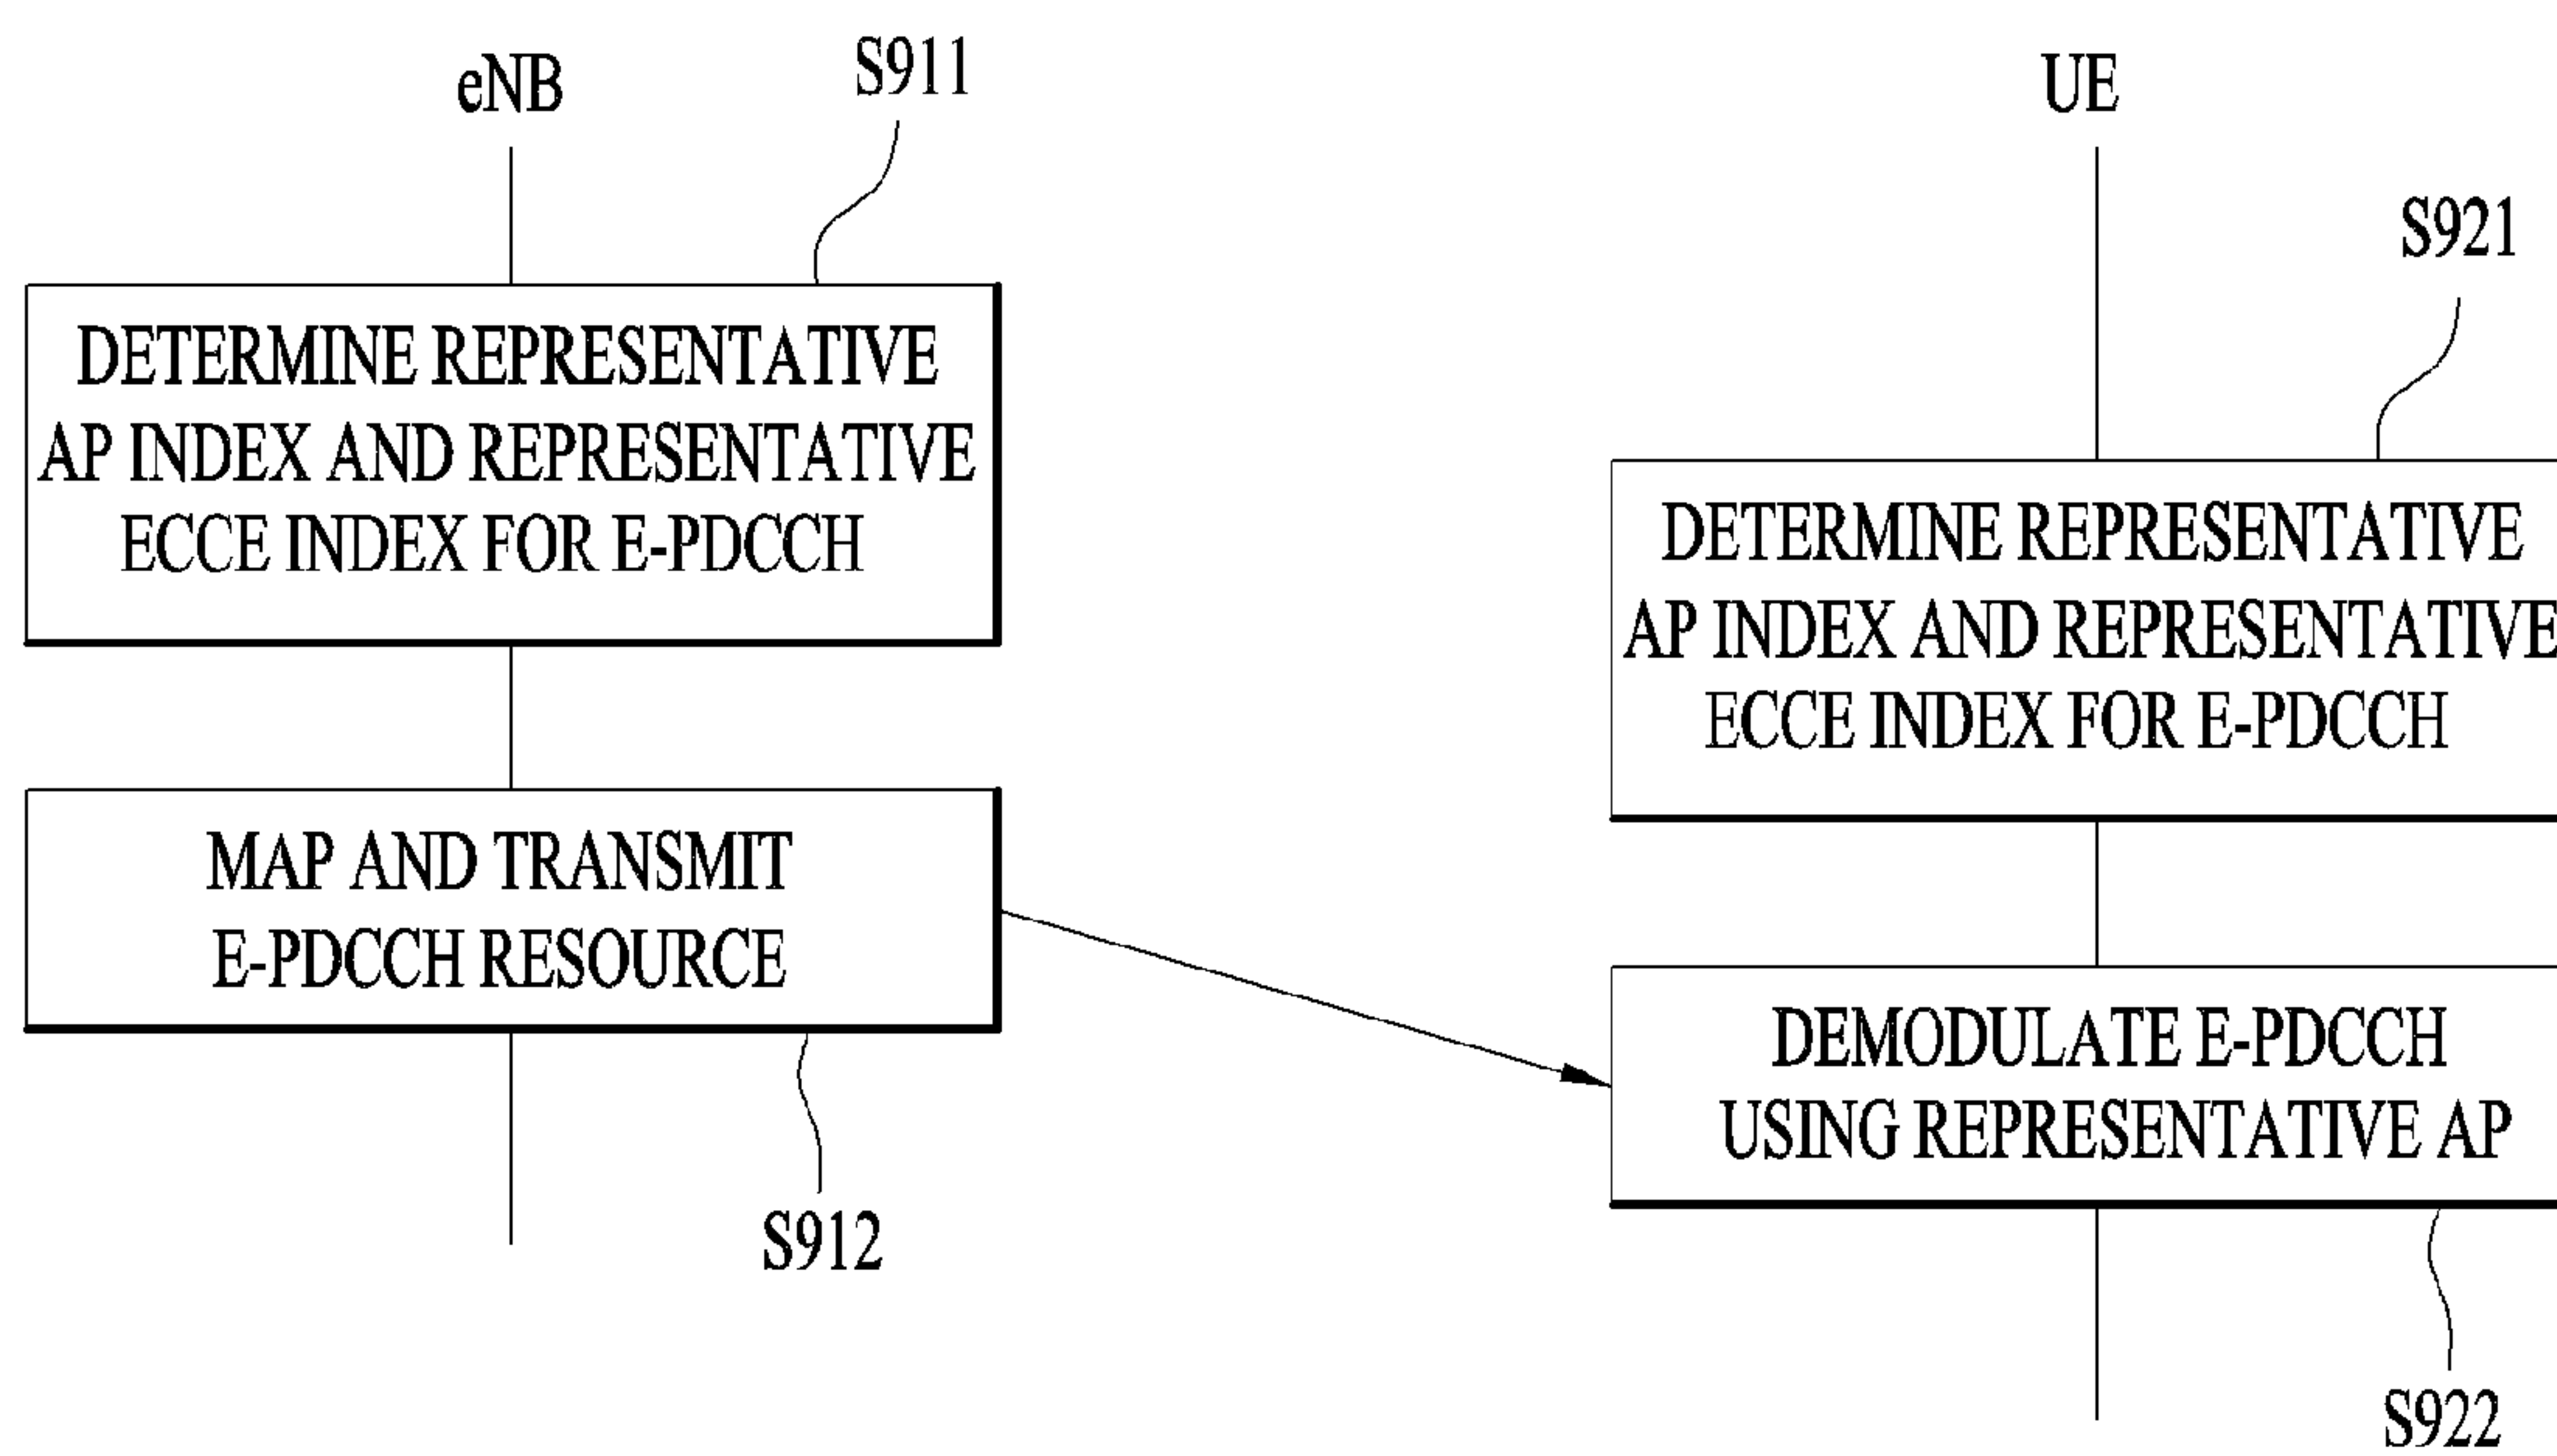 eNB
S911
DETERMINE REPRESENTATIVE
AP INDEX AND REPRESENTATIVE
ECCE INDEX FOR E-PDCCH
MAP AND TRANSMIT
E-PDCCH RESOURCE
S912
UE
S921
DETERMINE REPRESENTATIVE
AP INDEX AND REPRESENTATIVE
ECCE INDEX FOR E-PDCCH
DEMODULATE E-PDCCH
USING REPRESENTATIVE AP
S922